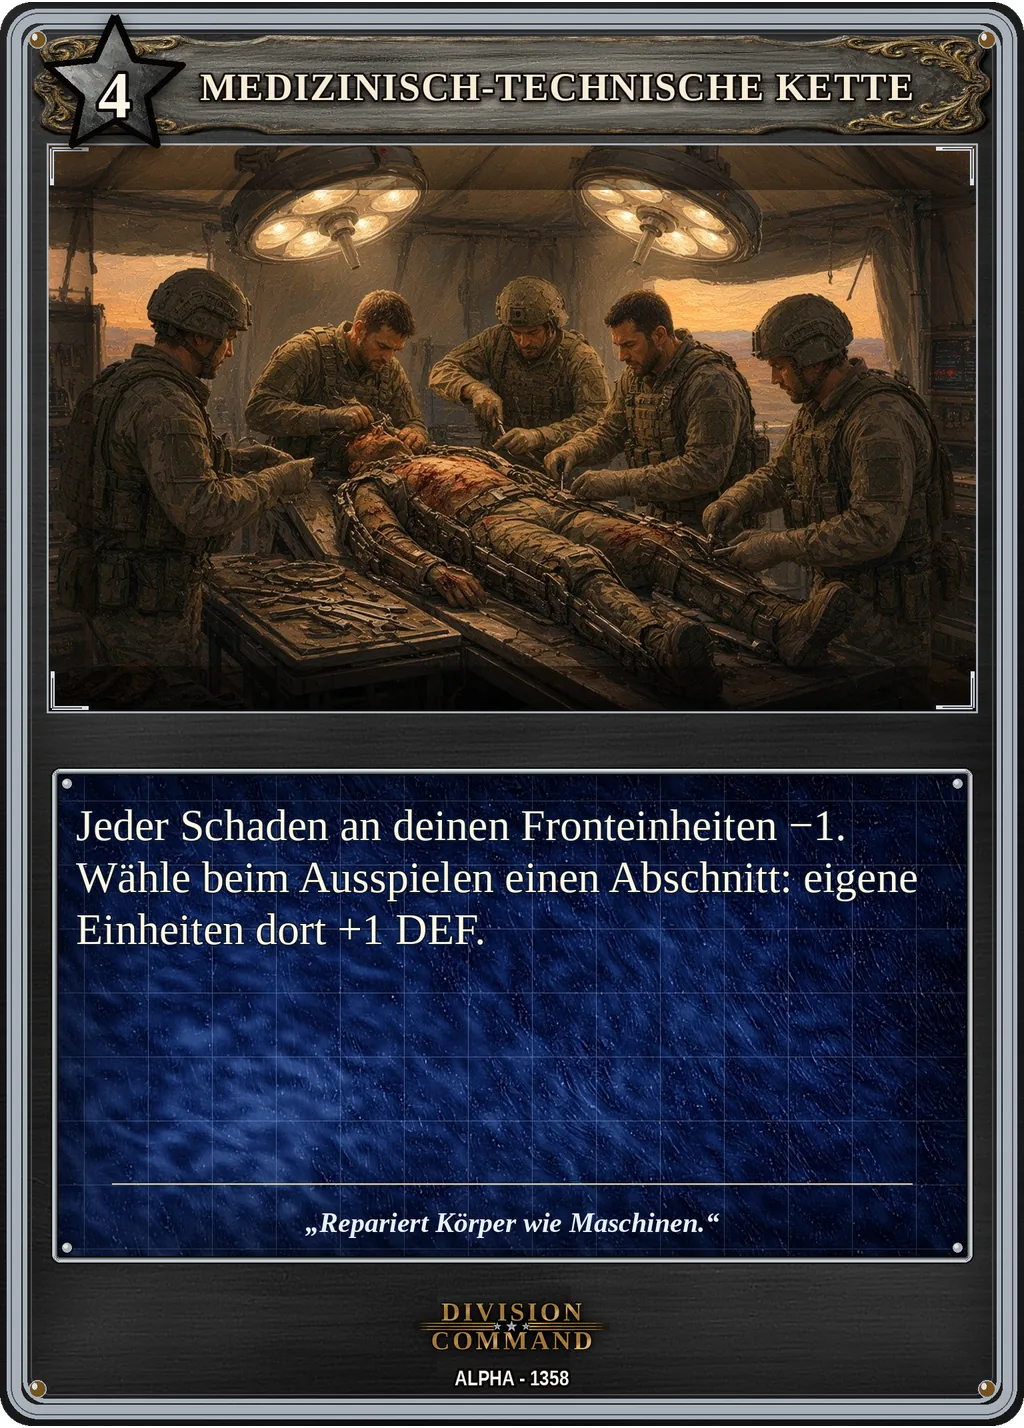 4
MEDIZINISCH-TECHNISCHE KETTE
Jeder Schaden an deinen Fronteinheiten −1.
Wähle beim Ausspielen einen Abschnitt: eigene
Einheiten dort +1 DEF.
„Repariert Körper wie Maschinen.“
DIVISION
COMMAND
ALPHA - 1358